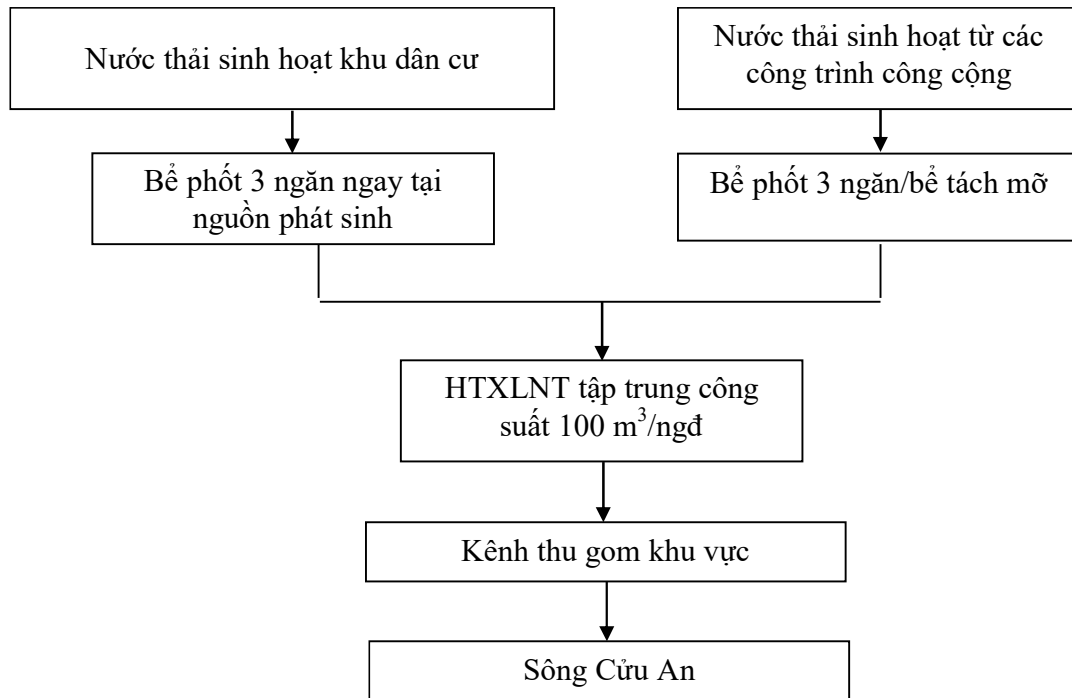 Nước thải sinh hoạt khu dân cư
Nước thải sinh hoạt từ các
công trình công cộng
Bể phốt 3 ngăn ngay tại
nguồn phát sinh
Bể phốt 3 ngăn/bể tách mỡ
HTXLNT tập trung công
suất 100 m³/ngđ
Kênh thu gom khu vực
Sông Cửu An